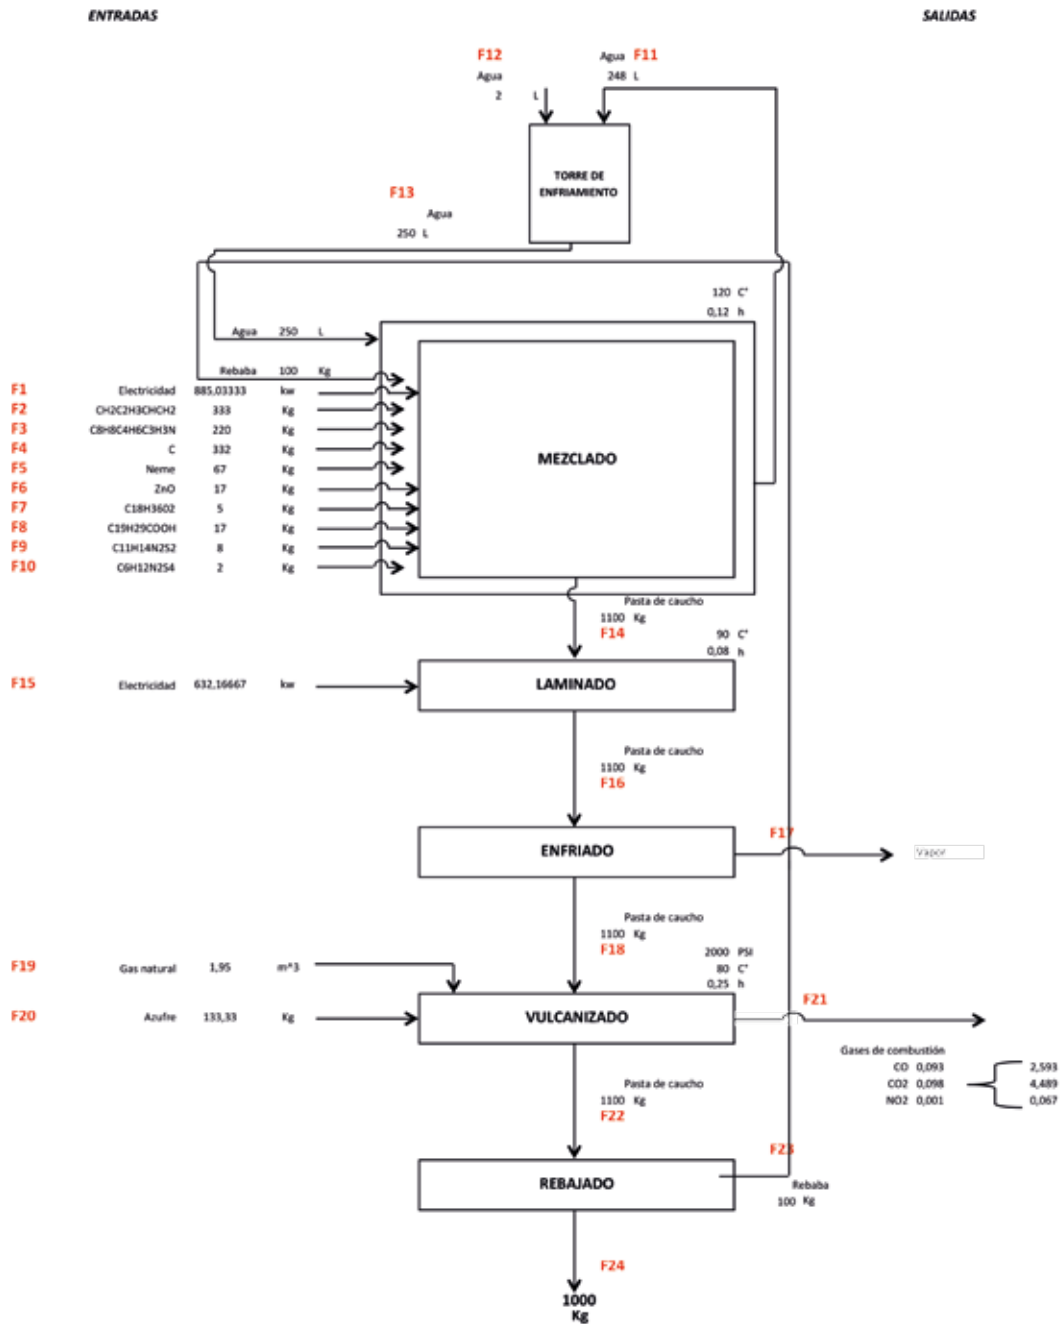 ENTRADAS
SALIDAS
F12
Agua F11
Agua
248 L
2 L
TORRE DE
ENFRIAMIENTO
F13
Agua
250 L
120 C°
0,12 h
Agua 250 L
Rebaba 100 Kg
F1 Electricidad 885,03333 kw
F2 CH2C2H3CHCH2 333 Kg
F3 C8H8C4H6C3H3N 220 Kg
F4 C 332 Kg
F5 Neme 67 Kg
F6 ZnO 17 Kg
F7 C18H36O2 5 Kg
F8 C19H29COOH 17 Kg
F9 C11H14N2S2 8 Kg
F10 C6H12N2S4 2 Kg
MEZCLADO
Pasta de caucho
1100 Kg
F14
90 C°
0,08 h
F15 Electricidad 632,16667 kw
LAMINADO
Pasta de caucho
1100 Kg
F16
F17
ENFRIADO
Vapor
Pasta de caucho
1100 Kg
F18
2000 PSI
80 C°
0,25 h
F19 Gas natural 1,95 m^3
F20 Azufre 133,33 Kg
VULCANIZADO
F21
Gases de combustión
CO 0,093 2,593
CO2 0,098 4,489
NO2 0,001 0,067
Pasta de caucho
1100 Kg
F22
F23
REBAJADO
Rebaba
100 Kg
F24
1000
Kg